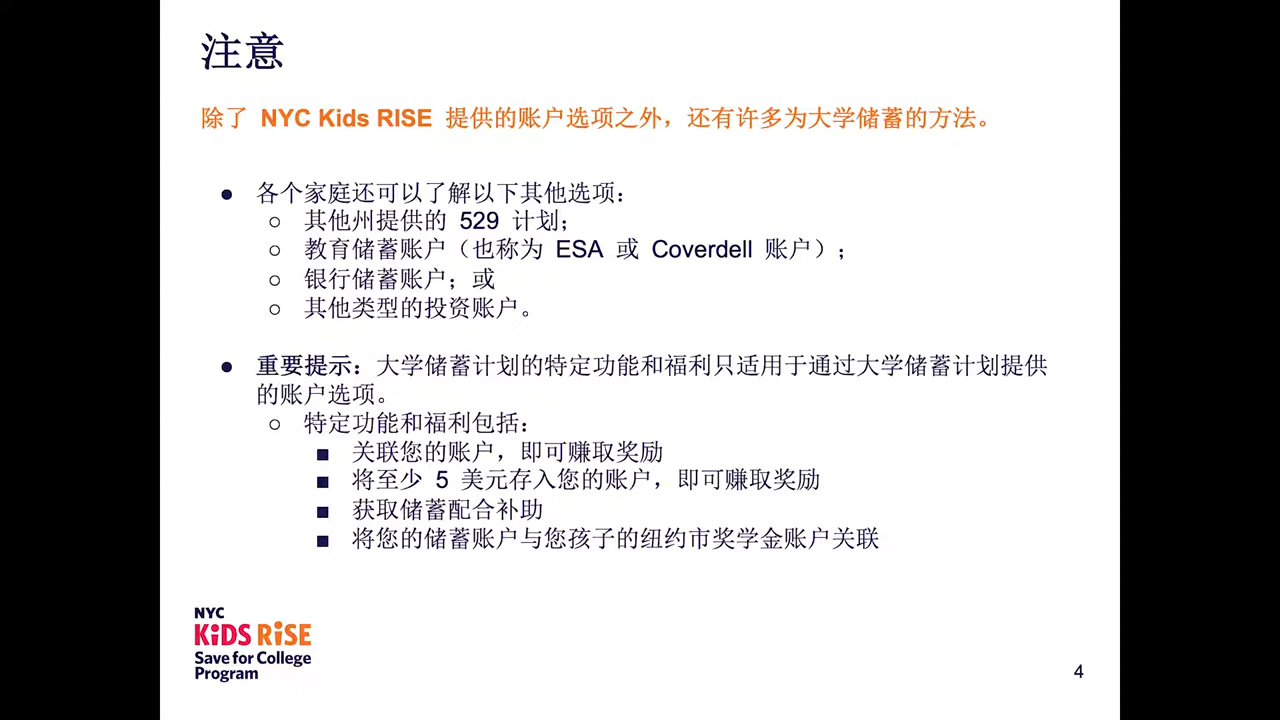 注意
除了 NYC Kids RISE 提供的账户选项之外，还有许多为大学储蓄的方法。
● 各个家庭还可以了解以下其他选项：
○ 其他州提供的 529 计划；
○ 教育储蓄账户（也称为 ESA 或 Coverdell 账户）；
○ 银行储蓄账户；或
○ 其他类型的投资账户。
● 重要提示：大学储蓄计划的特定功能和福利只适用于通过大学储蓄计划提供
的账户选项。
○ 特定功能和福利包括：
■ 关联您的账户，即可赚取奖励
■ 将至少 5 美元存入您的账户，即可赚取奖励
■ 获取储蓄配合补助
■ 将您的储蓄账户与您孩子的纽约市奖学金账户关联
NYC
KiDS RiSE
Save for College
Program
4